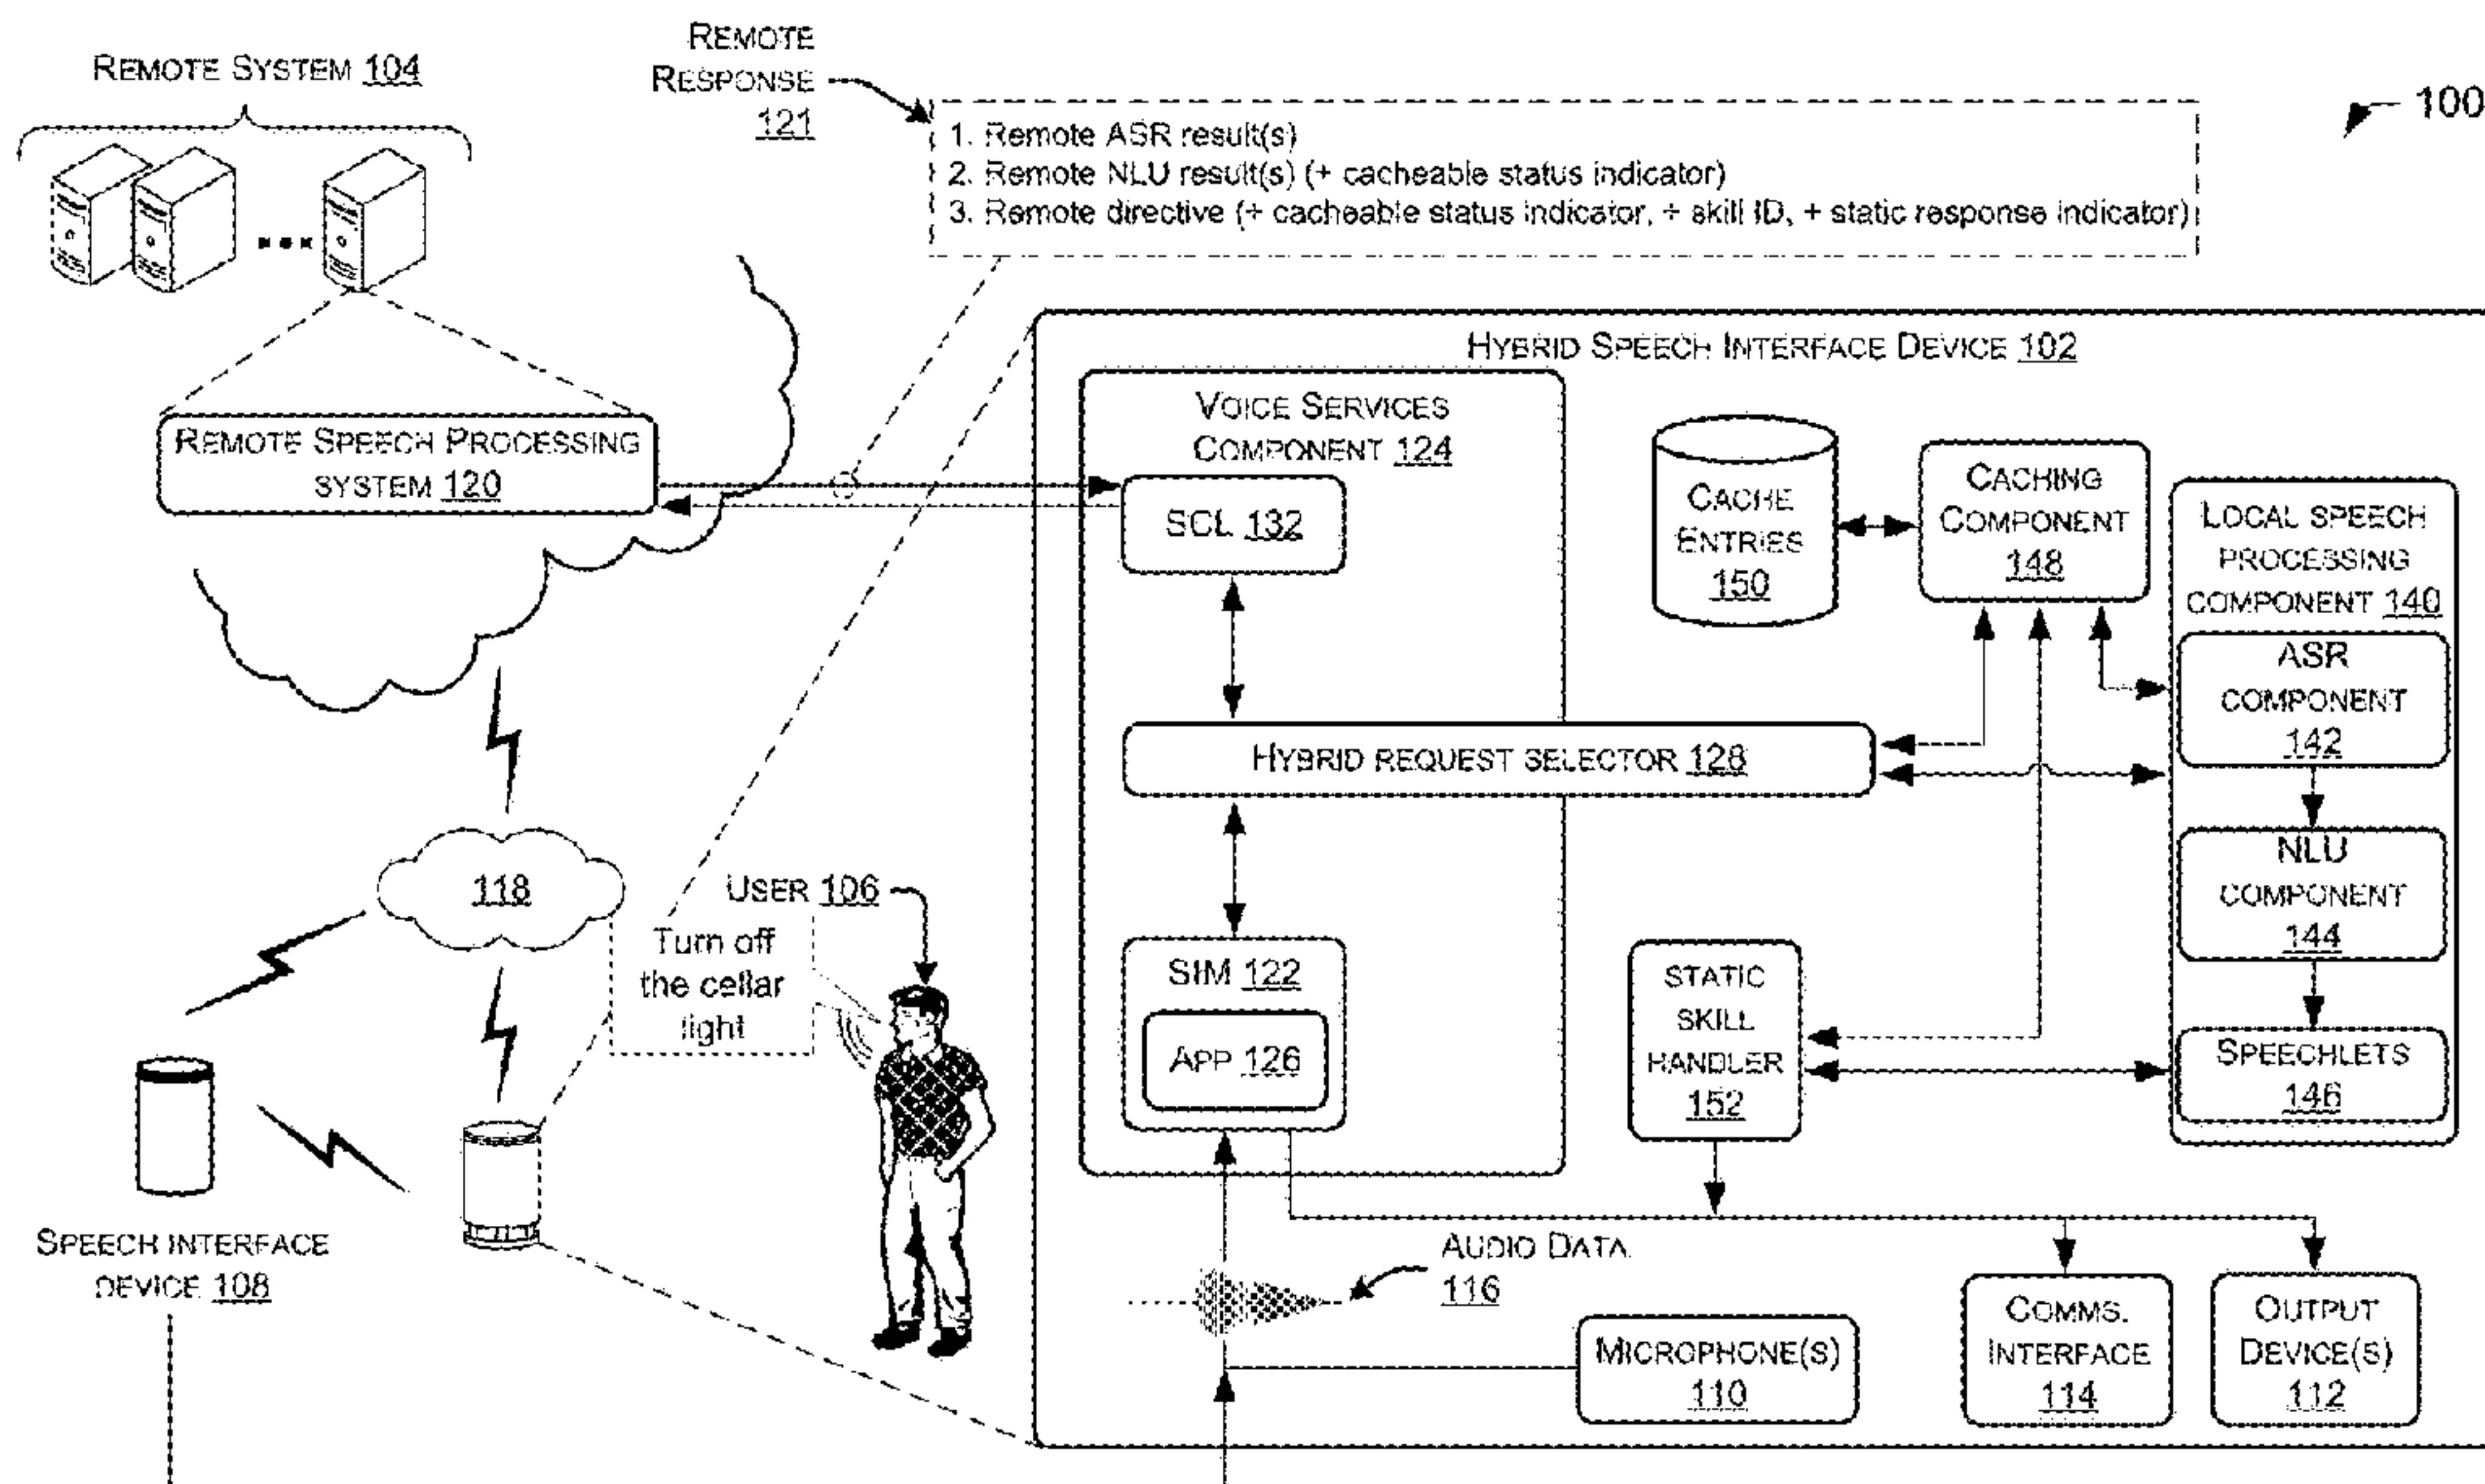 REMOTE SYSTEM 104
REMOTE
RESPONSE
121
1. Remote ASR result(s)
2. Remote NLU result(s) (+ cacheable status indicator)
3. Remote directive (+ cacheable status indicator, + skill ID, + static response indicator)
100
HYBRID SPEECH INTERFACE DEVICE 102
VOICE SERVICES
COMPONENT 124
REMOTE SPEECH PROCESSING
SYSTEM 120
SCL 132
CACHE
ENTRIES
150
CACHING
COMPONENT
148
LOCAL SPEECH
PROCESSING
COMPONENT 140
ASR
COMPONENT
142
HYBRID REQUEST SELECTOR 128
NLU
COMPONENT
144
118
USER 106
Turn off
the cellar
light
SIM 122
APP 126
STATIC
SKILL
HANDLER
152
SPEECHLETS
146
SPEECH INTERFACE
DEVICE 108
AUDIO DATA
116
MICROPHONE(S)
110
COMMS.
INTERFACE
114
OUTPUT
DEVICE(S)
112